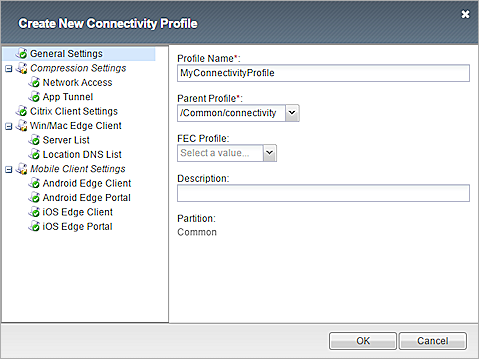 Create New Connectivity Profile
General Settings
Compression Settings
Network Access
App Tunnel
Citrix Client Settings
Win/Mac Edge Client
Server List
Location DNS List
Mobile Client Settings
Android Edge Client
Android Edge Portal
iOS Edge Client
iOS Edge Portal
Profile Name*:
MyConnectivityProfile
Parent Profile*:
/Common/connectivity
FEC Profile:
Select a value...
Description:
Partition:
Common
OK
Cancel